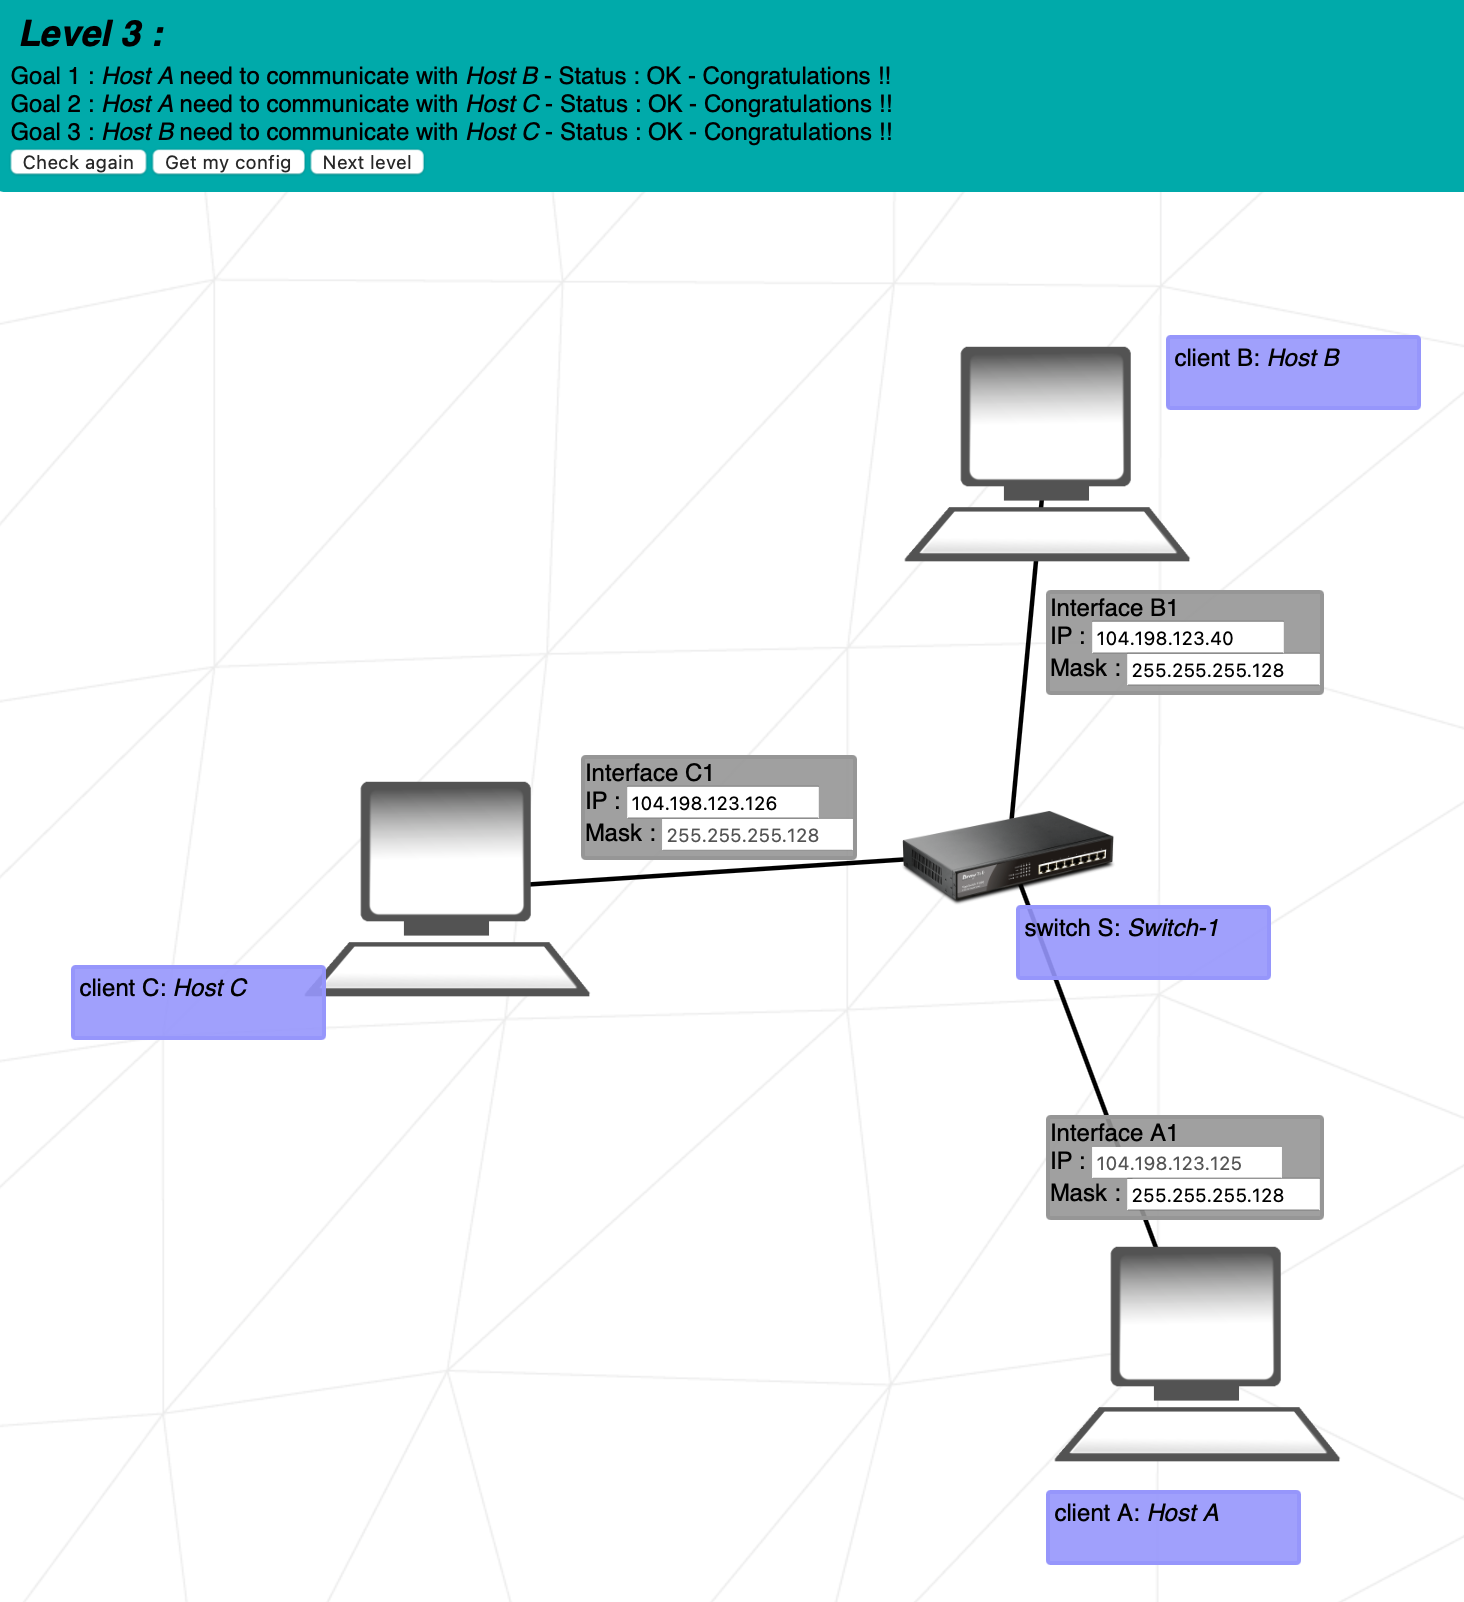 Level 3 :
Goal 1 : Host A need to communicate with Host B - Status : OK - Congratulations !!
Goal 2 : Host A need to communicate with Host C - Status : OK - Congratulations !!
Goal 3 : Host B need to communicate with Host C - Status : OK - Congratulations !!
Check again Get my config Next level
client B: Host B
Interface B1
IP : 104.198.123.40
Mask : 255.255.255.128
Interface C1
IP : 104.198.123.126
Mask : 255.255.255.128
switch S: Switch-1
client C: Host C
Interface A1
IP : 104.198.123.125
Mask : 255.255.255.128
client A: Host A